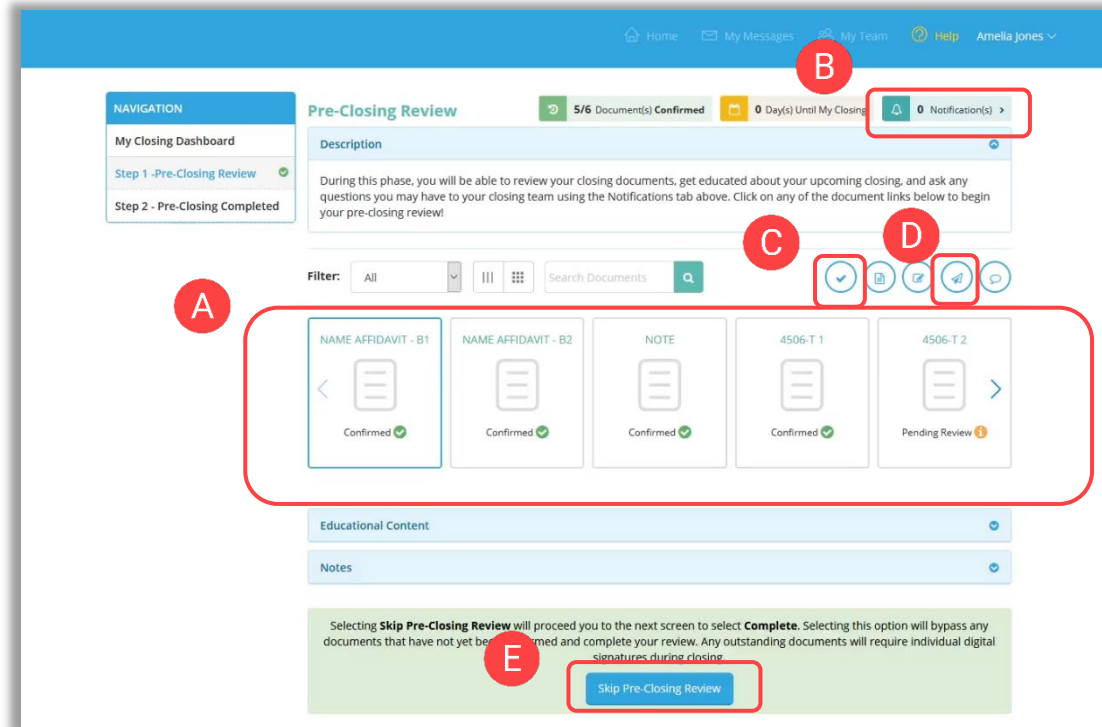 Home My Messages My Team Help Amelia Jones
B
NAVIGATION
My Closing Dashboard
Step 1 -Pre-Closing Review
Step 2 - Pre-Closing Completed
Pre-Closing Review
5/6 Document(s) Confirmed
0 Day(s) Until My Closing
0 Notification(s) >
Description
During this phase, you will be able to review your closing documents, get educated about your upcoming closing, and ask any
questions you may have to your closing team using the Notifications tab above. Click on any of the document links below to begin
your pre-closing review!
C
D
Filter: All Search Documents
A
NAME AFFIDAVIT - B1 NAME AFFIDAVIT - B2 NOTE 4506-T 1 4506-T 2
Confirmed Confirmed Confirmed Confirmed Pending Review
Educational Content
Notes
Selecting Skip Pre-Closing Review will proceed you to the next screen to select Complete. Selecting this option will bypass any
documents that have not yet and complete your review. Any outstanding documents will require individual digital
signatures during closing.
E
Skip Pre-Closing Review